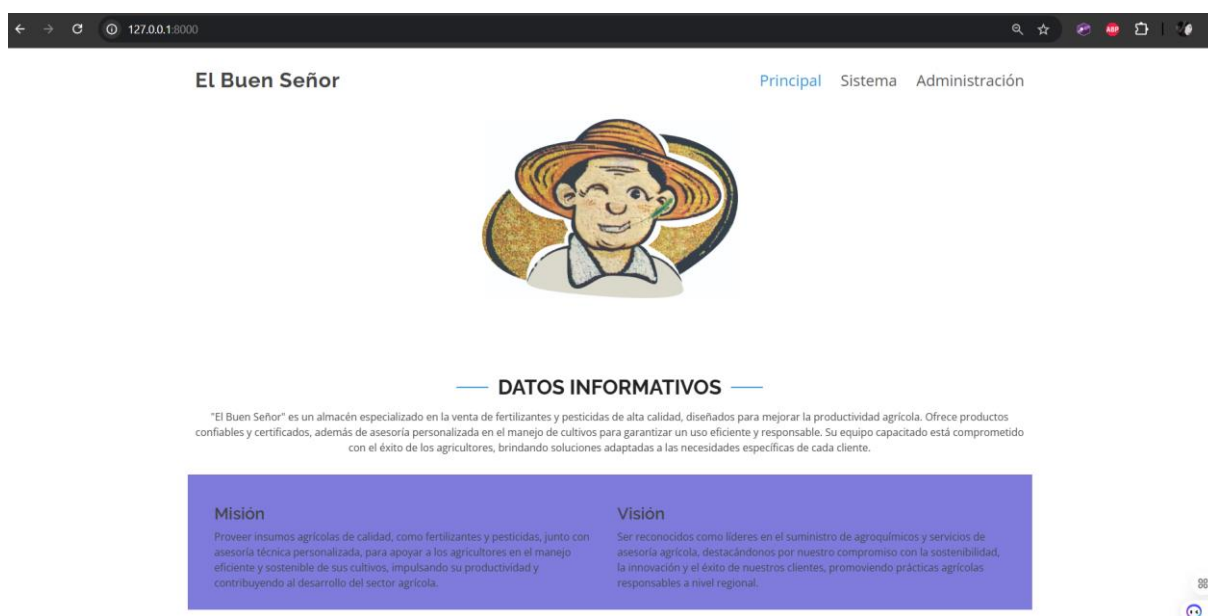 127.0.0.1:8000
ABP
El Buen Señor
Principal Sistema Administración
DATOS INFORMATIVOS
"El Buen Señor" es un almacén especializado en la venta de fertilizantes y pesticidas de alta calidad, diseñados para mejorar la productividad agrícola. Ofrece productos
confiables y certificados, además de asesoría personalizada en el manejo de cultivos para garantizar un uso eficiente y responsable. Su equipo capacitado está comprometido
con el éxito de los agricultores, brindando soluciones adaptadas a las necesidades específicas de cada cliente.
Misión
Proveer insumos agrícolas de calidad, como fertilizantes y pesticidas, junto con
asesoría técnica personalizada, para apoyar a los agricultores en el manejo
eficiente y sostenible de sus cultivos, impulsando su productividad y
contribuyendo al desarrollo del sector agrícola.
Visión
Ser reconocidos como líderes en el suministro de agroquímicos y servicios de
asesoría agrícola, destacándonos por nuestro compromiso con la sostenibilidad,
la innovación y el éxito de nuestros clientes, promoviendo prácticas agrícolas
responsables a nivel regional.